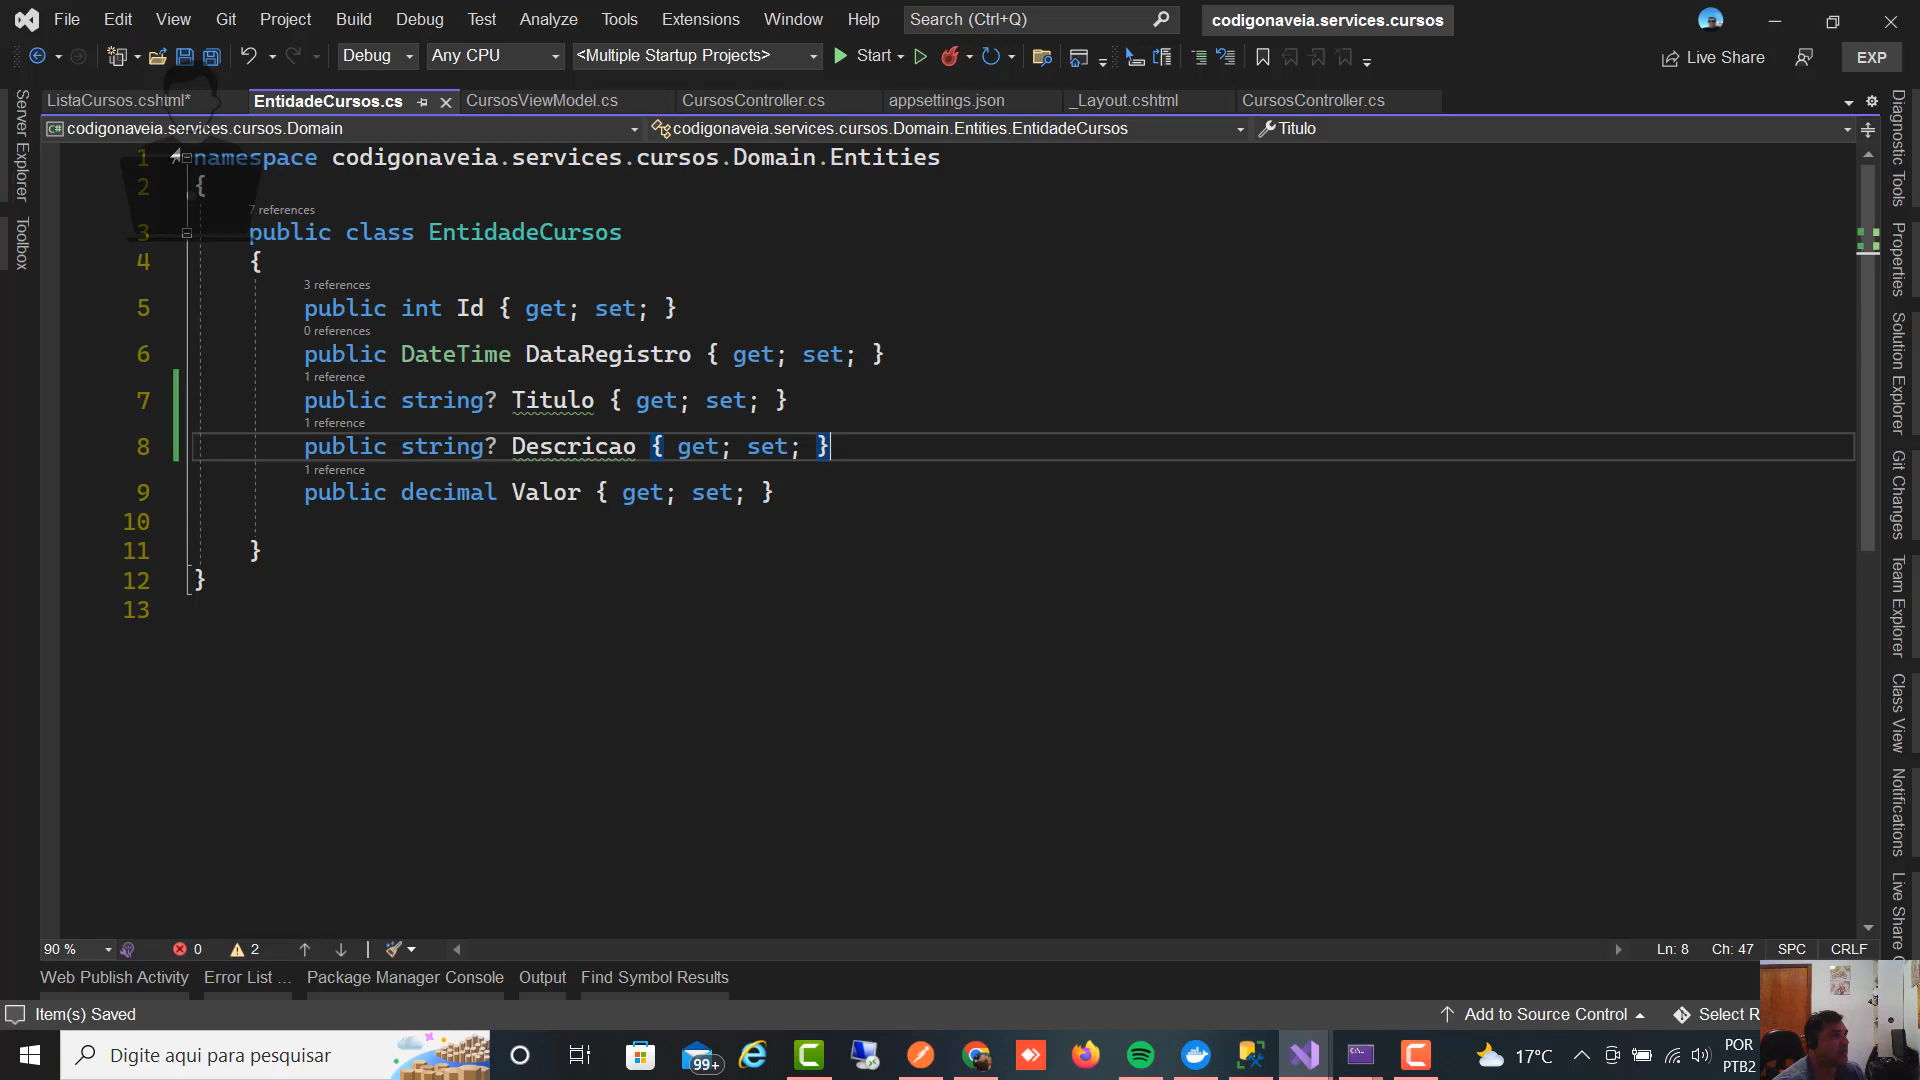 File Edit View Git Project Build Debug Test Analyze Tools Extensions Window Help Search (Ctrl+Q) codigonaveia.services.cursos
Debug Any CPU <Multiple Startup Projects> Start Live Share EXP
ListaCursos.cshtml* EntidadeCursos.cs CursosViewModel.cs CursosController.cs appsettings.json _Layout.cshtml CursosController.cs
codigonaveia.services.cursos.Domain codigonaveia.services.cursos.Domain.Entities.EntidadeCursos Titulo
1 namespace codigonaveia.services.cursos.Domain.Entities
2 {
7 references
3 public class EntidadeCursos
4 {
3 references
5 public int Id { get; set; }
0 references
6 public DateTime DataRegistro { get; set; }
1 reference
7 public string? Titulo { get; set; }
1 reference
8 public string? Descricao { get; set; }
1 reference
9 public decimal Valor { get; set; }
10
11 }
12 }
13
Server Explorer
Toolbox
Diagnostic Tools
Properties
Solution Explorer
Git Changes
Team Explorer
Class View
Notifications
Live Share
90 % 0 2 Ln: 8 Ch: 47 SPC CRLF
Web Publish Activity Error List ... Package Manager Console Output Find Symbol Results
Item(s) Saved Add to Source Control Select R
Digite aqui para pesquisar 99+ 17°C POR
PTB2